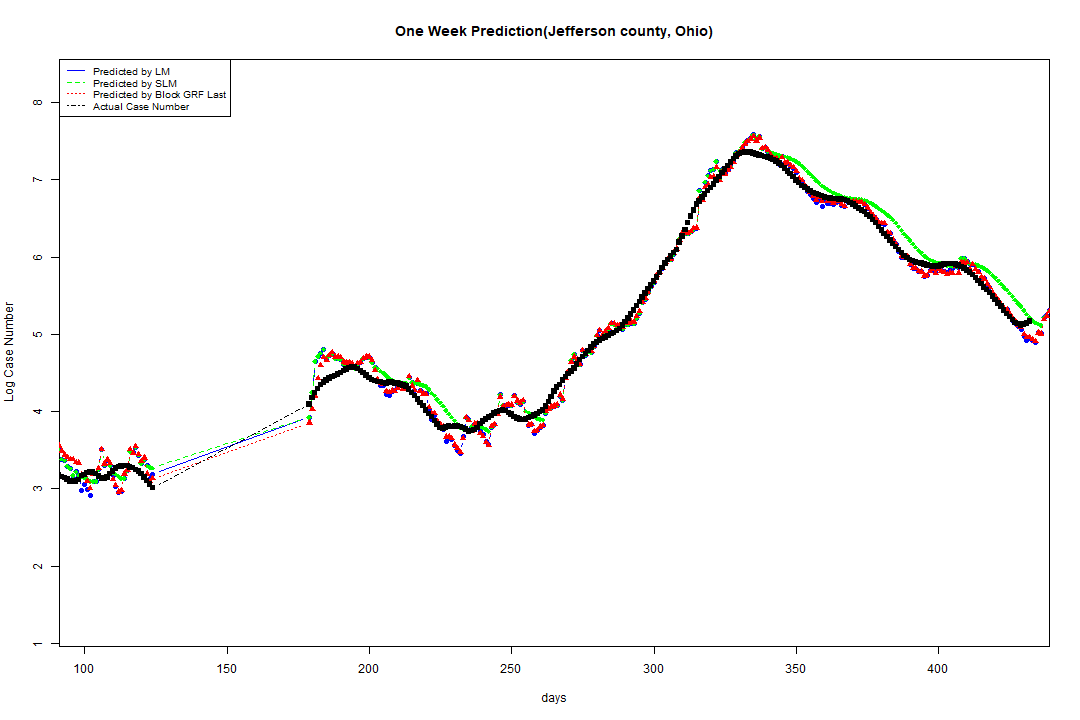 One Week Prediction(Jefferson county, Ohio)
Predicted by LM
Predicted by SLM
Predicted by Block GRF Last
Actual Case Number
8
7
6
5
4
3
2
1
Log Case Number
100 150 200 250 300 350 400
days